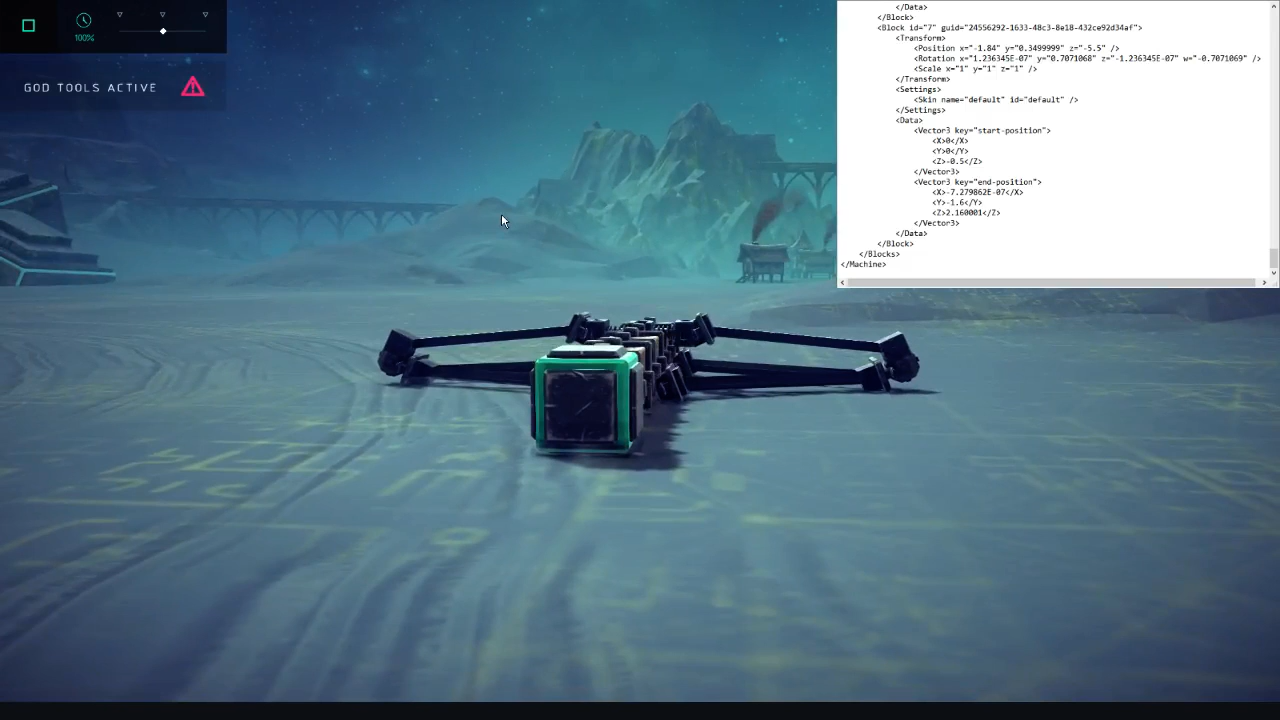 100%
GOD TOOLS ACTIVE
</Data>
</Block>
<Block id="7" guid="24556292-1633-48c3-8e18-432ce92d34af">
<Transform>
<Position x="-1.84" y="0.3499999" z="-5.5" />
<Rotation x="1.236345E-07" y="0.7071068" z="-1.236345E-07" w="-0.7071069" />
<Scale x="1" y="1" z="1" />
</Transform>
<Settings>
<Skin name="default" id="default" />
</Settings>
<Data>
<Vector3 key="start-position">
<X>0</X>
<Y>0</Y>
<Z>-0.5</Z>
</Vector3>
<Vector3 key="end-position">
<X>-7.279862E-07</X>
<Y>-1.6</Y>
<Z>2.160001</Z>
</Vector3>
</Data>
</Block>
</Blocks>
</Machine>